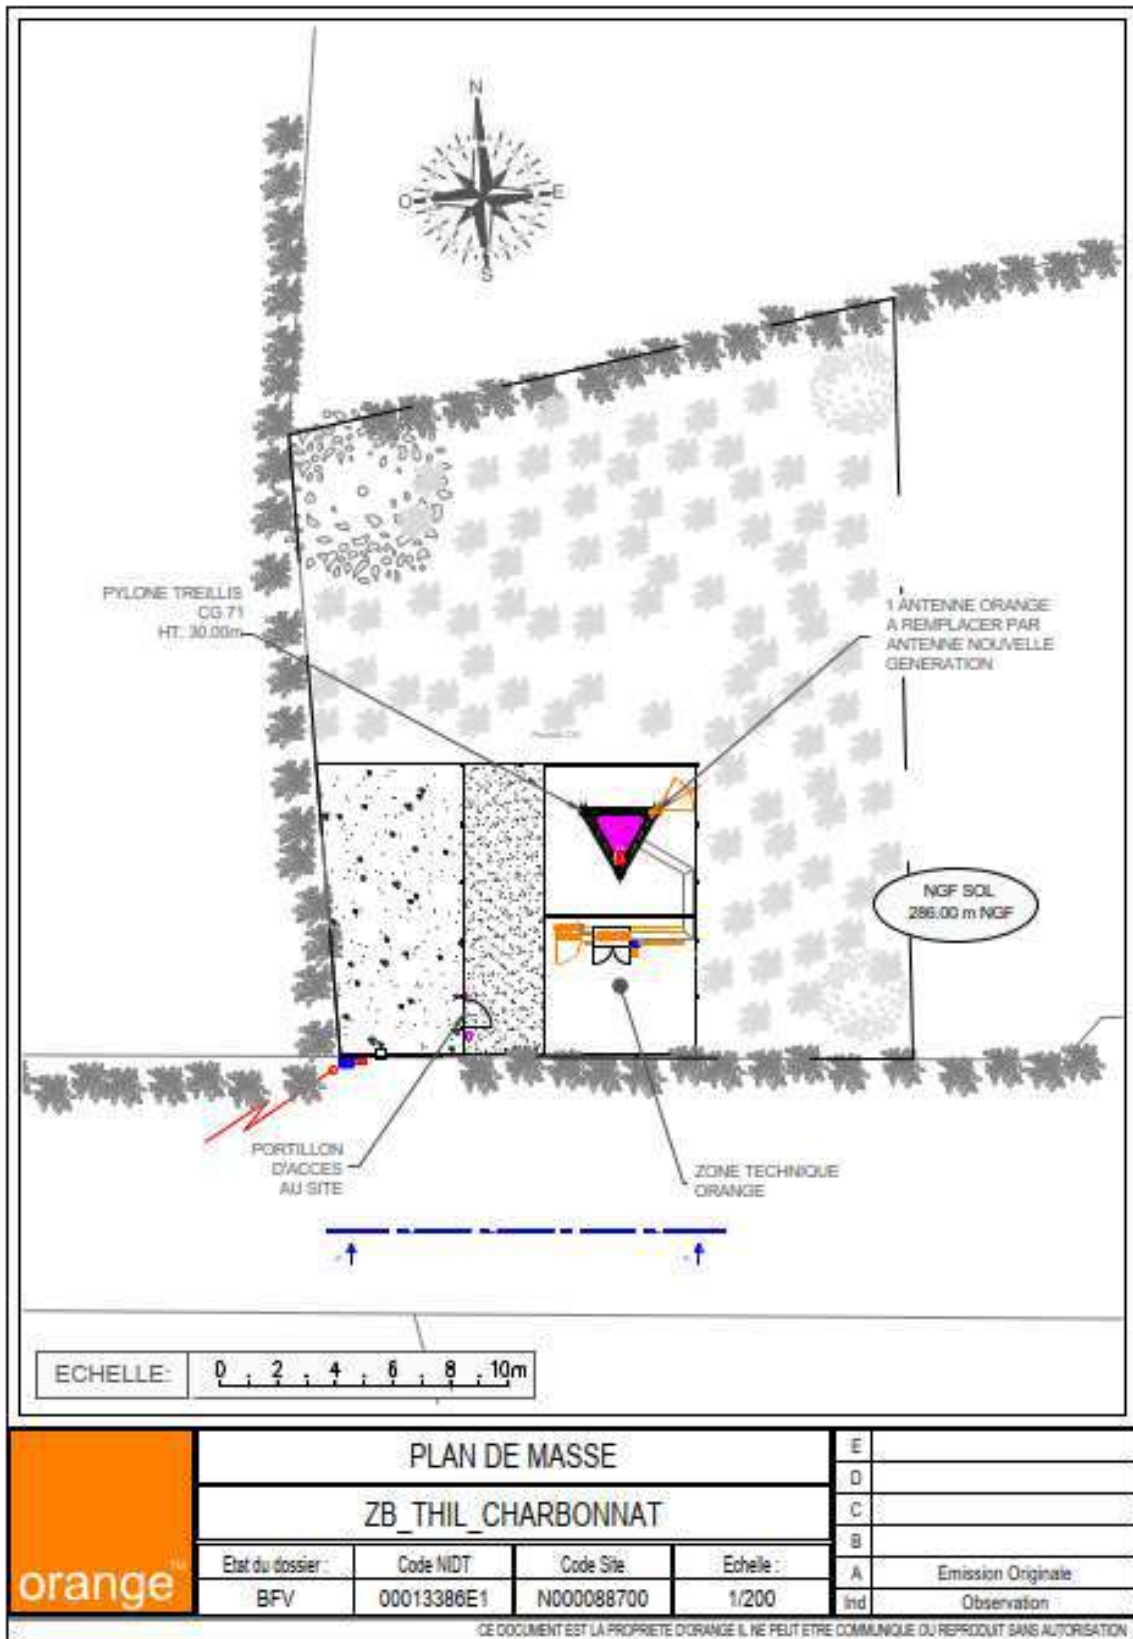 N
O
E
S
PYLONE TREILLIS
CG 71
HT: 30.00m
1 ANTENNE ORANGE
A REMPLACER PAR
ANTENNE NOUVELLE
GENERATION
NGF SOL
286.00 m NGF
PORTILLON
D'ACCES
AU SITE
ZONE TECHNIQUE
ORANGE
ECHELLE:
0 2 4 6 8 10m
orange™
PLAN DE MASSE
ZB_THIL_CHARBONNAT
Etat du dossier :
Code NIDT
Code Site
Echelle :
BFV
00013386E1
N000088700
1/200
E
D
C
B
A
Emission Originale
Ind
Observation
CE DOCUMENT EST LA PROPRIETE D'ORANGE IL NE PEUT ETRE COMMUNIQUE OU REPRODUIT SANS AUTORISATION